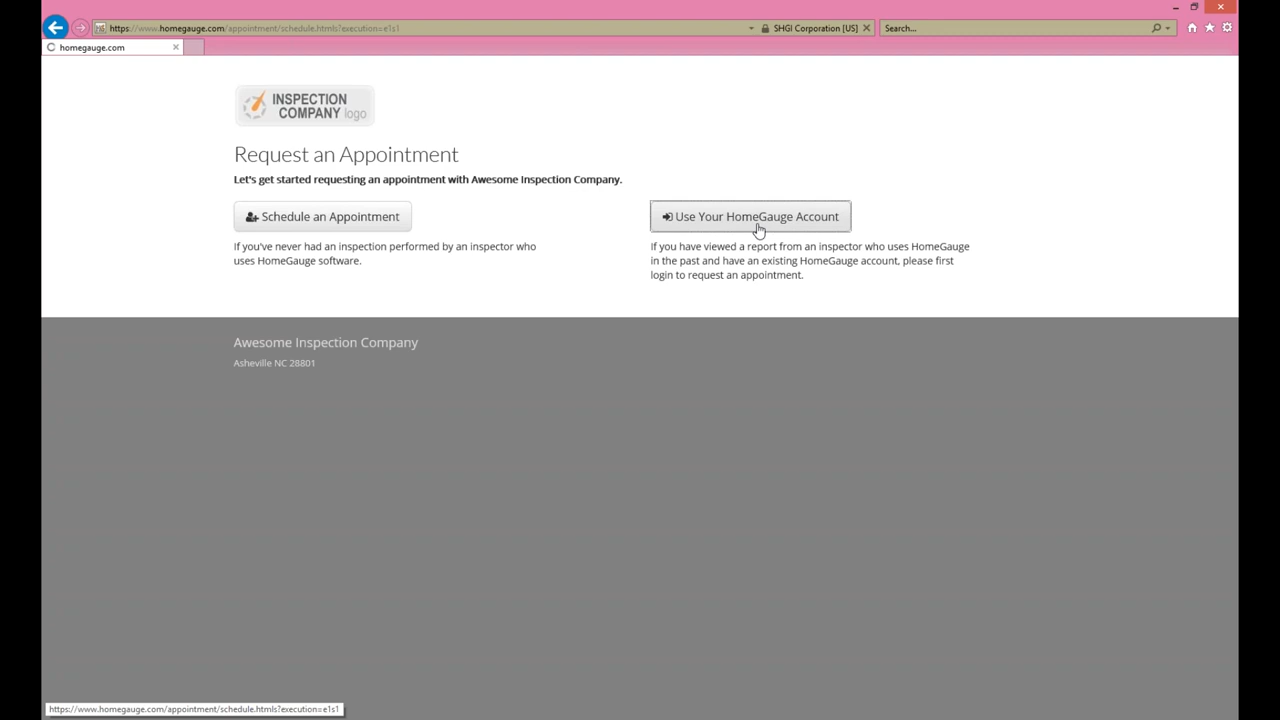 https://www.homegauge.com/appointment/schedule.htmls?execution=e1s1
SHGI Corporation [US]
Search...
homegauge.com
INSPECTION
COMPANY logo
Request an Appointment
Let's get started requesting an appointment with Awesome Inspection Company.
Schedule an Appointment
If you've never had an inspection performed by an inspector who
uses HomeGauge software.
Use Your HomeGauge Account
If you have viewed a report from an inspector who uses HomeGauge
in the past and have an existing HomeGauge account, please first
login to request an appointment.
Awesome Inspection Company
Asheville NC 28801
https://www.homegauge.com/appointment/schedule.htmls?execution=e1s1